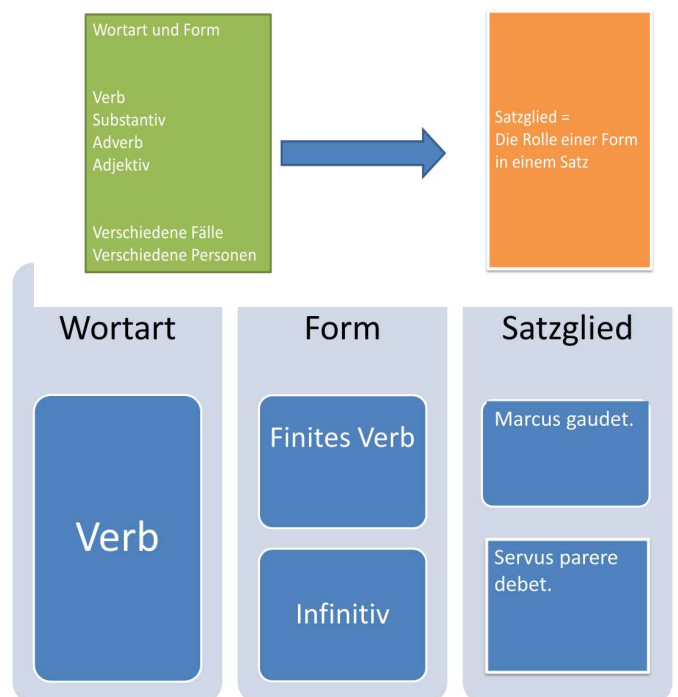 Wortart und Form
Verb
Substantiv
Adverb
Adjektiv
Verschiedene Fälle
Verschiedene Personen
Satzglied =
Die Rolle einer Form
in einem Satz
Wortart
Verb
Form
Finites Verb
Infinitiv
Satzglied
Marcus gaudet.
Servus parere
debet.